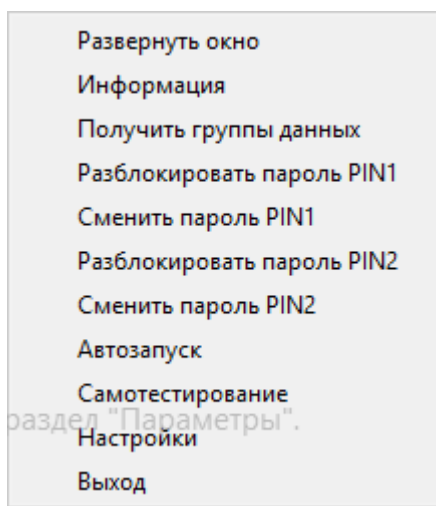 Развернуть окно
Информация
Получить группы данных
Разблокировать пароль PIN1
Сменить пароль PIN1
Разблокировать пароль PIN2
Сменить пароль PIN2
Автозапуск
Самотестирование
раздел "Параметры".
Настройки
Выход